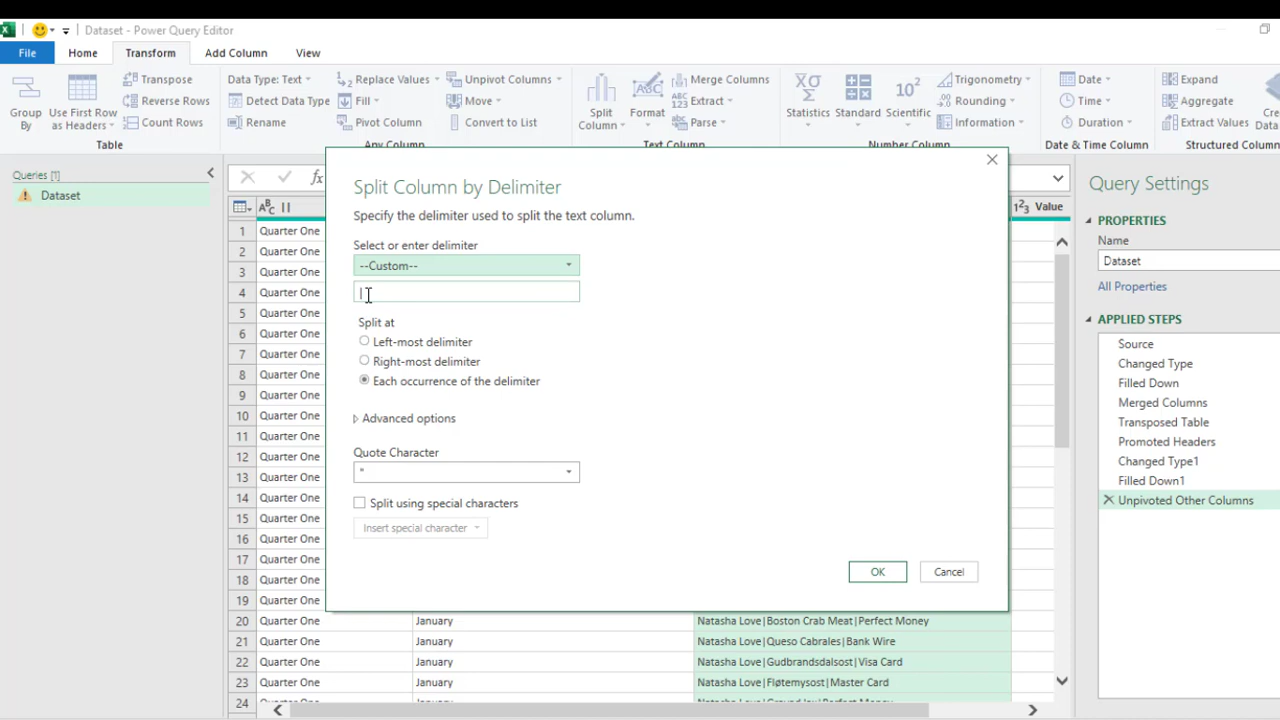 Dataset - Power Query Editor
File Home Transform Add Column View
Group By
Use First Row as Headers
Transpose
Reverse Rows
Count Rows
Table
Data Type: Text
Detect Data Type
Rename
Replace Values
Fill
Pivot Column
Unpivot Columns
Move
Convert to List
Any Column
Split Column
Format
Merge Columns
Extract
Parse
Text Column
Statistics
Standard
Scientific
Trigonometry
Rounding
Information
Number Column
Date
Time
Duration
Date & Time Column
Expand
Aggregate
Extract Values
Structured Column
Queries [1]
Dataset
fx
ABC ||
123 Value
1 Quarter One
2 Quarter One
3 Quarter One
4 Quarter One
5 Quarter One
6 Quarter One
7 Quarter One
8 Quarter One
9 Quarter One
10 Quarter One
11 Quarter One
12 Quarter One
13 Quarter One
14 Quarter One
15 Quarter One
16 Quarter One
17 Quarter One
18 Quarter One
19 Quarter One
20 Quarter One January Natasha Love|Boston Crab Meat|Perfect Money
21 Quarter One January Natasha Love|Queso Cabrales|Bank Wire
22 Quarter One January Natasha Love|Gudbrandsdalsost|Visa Card
23 Quarter One January Natasha Love|Fløtemysost|Master Card
24 Quarter One January
Split Column by Delimiter
Specify the delimiter used to split the text column.
Select or enter delimiter
--Custom--
|
Split at
Left-most delimiter
Right-most delimiter
Each occurrence of the delimiter
Advanced options
Quote Character
"
Split using special characters
Insert special character
OK Cancel
Query Settings
PROPERTIES
Name
Dataset
All Properties
APPLIED STEPS
Source
Changed Type
Filled Down
Merged Columns
Transposed Table
Promoted Headers
Changed Type1
Filled Down1
Unpivoted Other Columns